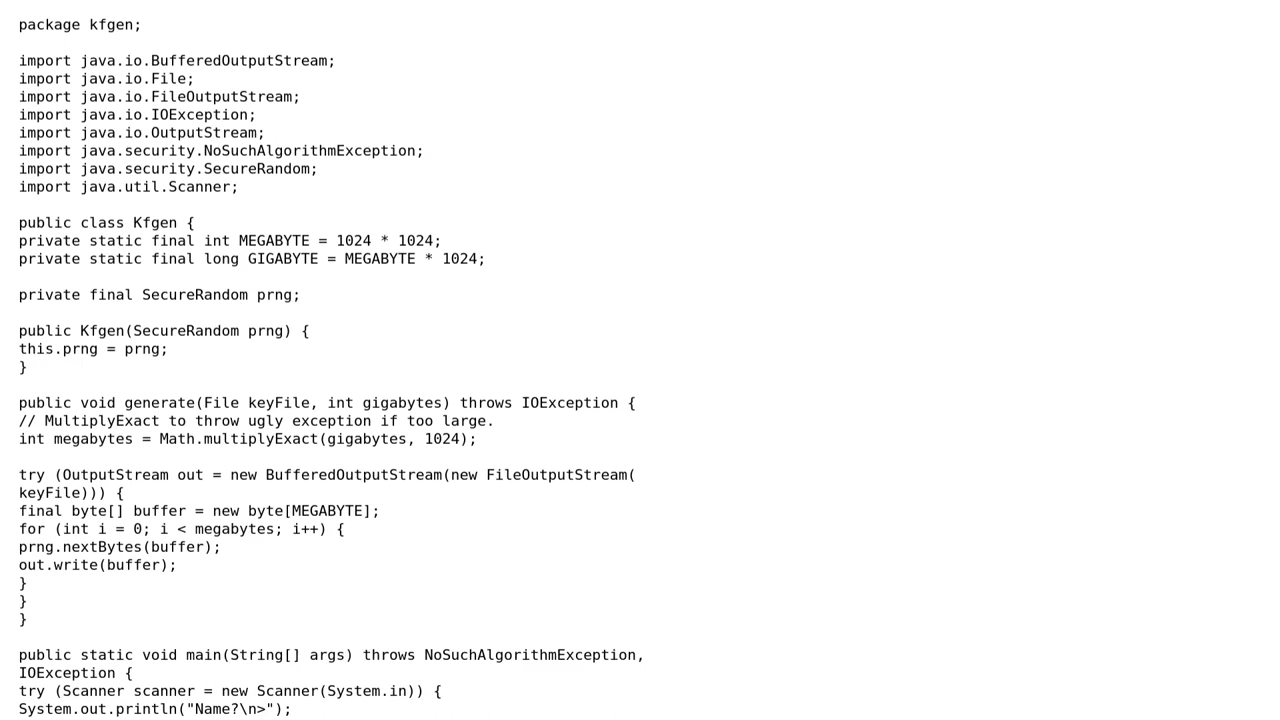 package kfgen;
import java.io.BufferedOutputStream;
import java.io.File;
import java.io.FileOutputStream;
import java.io.IOException;
import java.io.OutputStream;
import java.security.NoSuchAlgorithmException;
import java.security.SecureRandom;
import java.util.Scanner;
public class Kfgen {
private static final int MEGABYTE = 1024 * 1024;
private static final long GIGABYTE = MEGABYTE * 1024;
private final SecureRandom prng;
public Kfgen(SecureRandom prng) {
this.prng = prng;
}
public void generate(File keyFile, int gigabytes) throws IOException {
// MultiplyExact to throw ugly exception if too large.
int megabytes = Math.multiplyExact(gigabytes, 1024);
try (OutputStream out = new BufferedOutputStream(new FileOutputStream(
keyFile))) {
final byte[] buffer = new byte[MEGABYTE];
for (int i = 0; i < megabytes; i++) {
prng.nextBytes(buffer);
out.write(buffer);
}
}
}
public static void main(String[] args) throws NoSuchAlgorithmException,
IOException {
try (Scanner scanner = new Scanner(System.in)) {
System.out.println("Name?\n>");